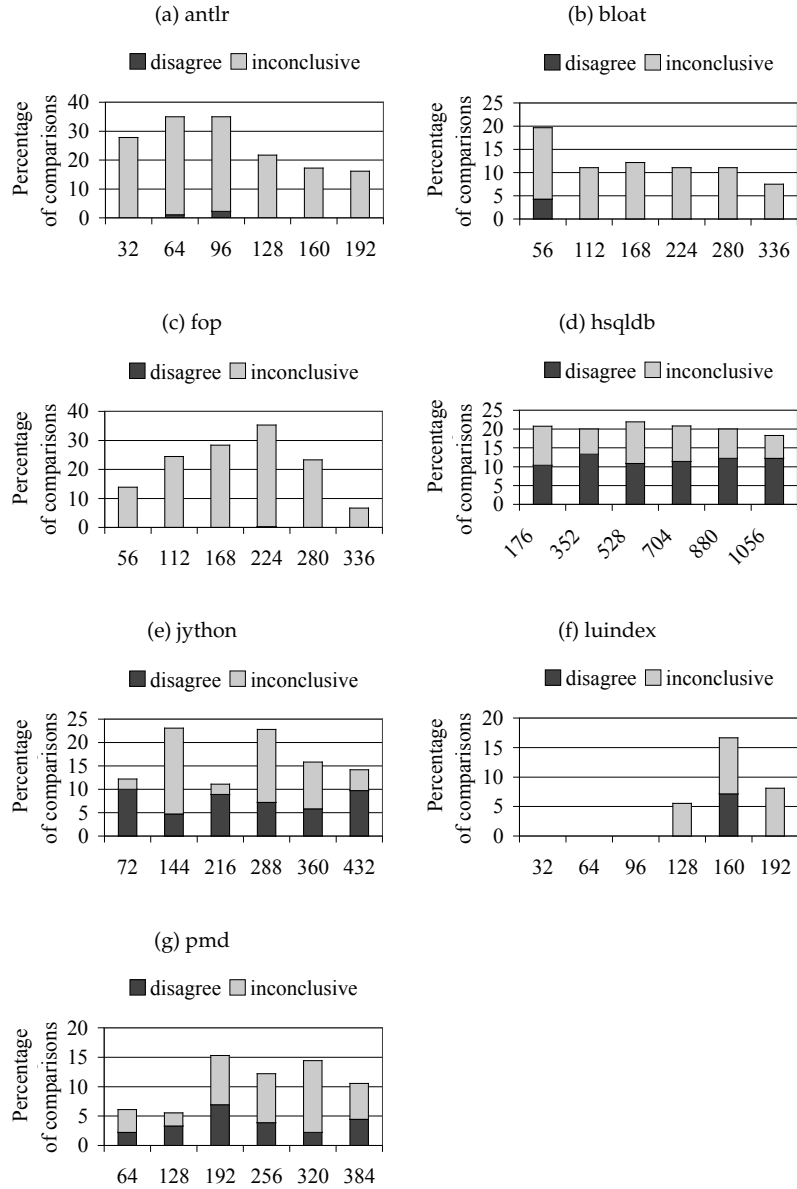 (a) antlr
disagree inconclusive
Percentage
of comparisons
40
30
20
10
0
32 64 96 128 160 192
(b) bloat
disagree inconclusive
Percentage
of comparisons
25
20
15
10
5
0
56 112 168 224 280 336
(c) fop
disagree inconclusive
Percentage
of comparisons
40
30
20
10
0
56 112 168 224 280 336
(d) hsqldb
disagree inconclusive
Percentage
of comparisons
25
20
15
10
5
0
176 352 528 704 880 1056
(e) jython
disagree inconclusive
Percentage
of comparisons
25
20
15
10
5
0
72 144 216 288 360 432
(f) luindex
disagree inconclusive
Percentage
of comparisons
20
15
10
5
0
32 64 96 128 160 192
(g) pmd
disagree inconclusive
Percentage
of comparisons
20
15
10
5
0
64 128 192 256 320 384